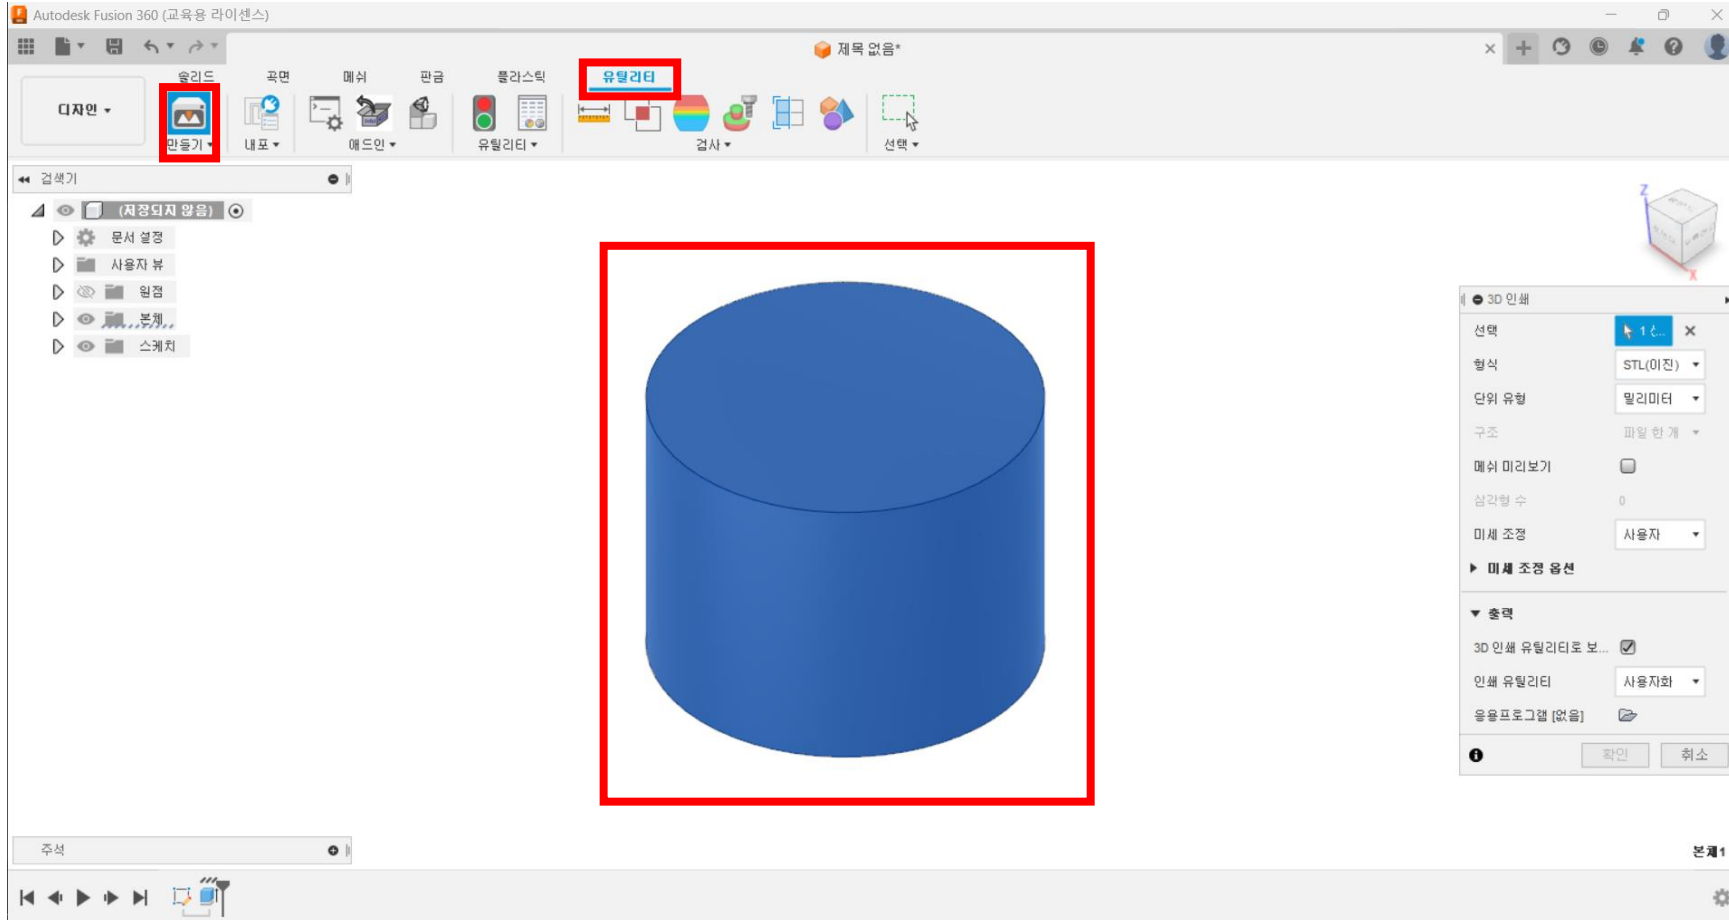 Autodesk Fusion 360 (교육용 라이센스)
제목 없음*
솔리드 곡면 메쉬 판금 플라스틱 유틸리티
디자인
만들기 내포 애드인 유틸리티 검사 선택
검색기
(저장되지 않음)
문서 설정
사용자 뷰
원점
본체
스케치
Z
X
3D 인쇄
선택 1
형식 STL(이진)
단위 유형 밀리미터
구조 파일 한 개
메쉬 미리보기
삼각형 수 0
미세 조정 사용자
미세 조정 옵션
출력
3D 인쇄 유틸리티로 보...
인쇄 유틸리티 사용자화
응용프로그램 [없음]
확인 취소
주석
본체1